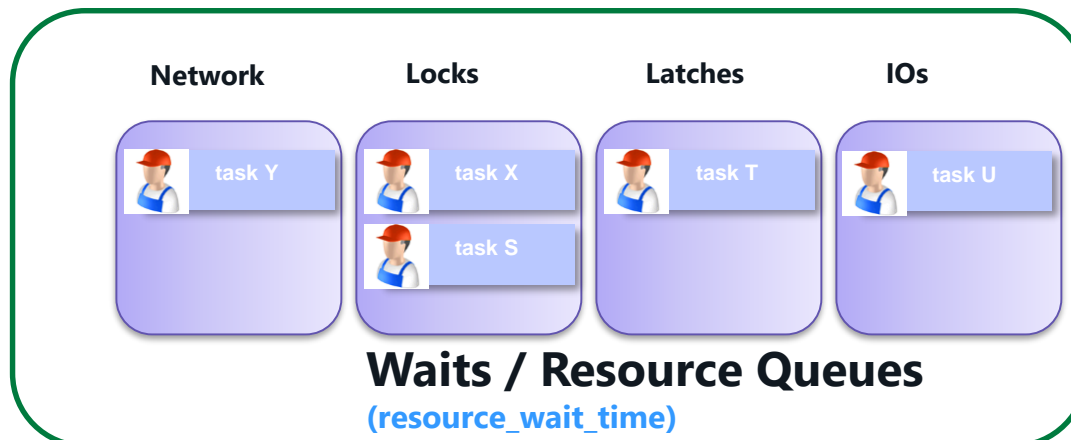 Network
Locks
Latches
IOs
task Y
task X
task T
task U
task S
Waits / Resource Queues
(resource_wait_time)